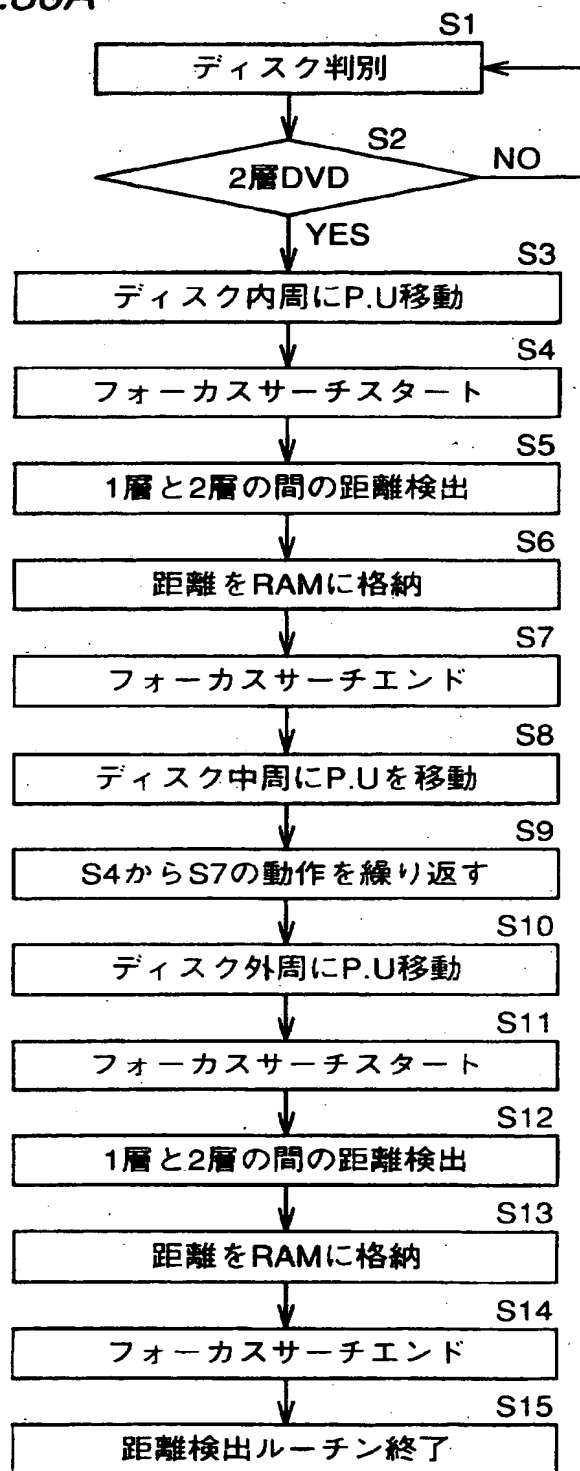 S1
ディスク判別
S2
2層DVD
NO
YES
S3
ディスク内周にP.U移動
S4
フォーカスサーチスタート
S5
1層と2層の間の距離検出
S6
距離をRAMに格納
S7
フォーカスサーチエンド
S8
ディスク中周にP.Uを移動
S9
S4からS7の動作を繰り返す
S10
ディスク外周にP.U移動
S11
フォーカスサーチスタート
S12
1層と2層の間の距離検出
S13
距離をRAMに格納
S14
フォーカスサーチエンド
S15
距離検出ルーチン終了